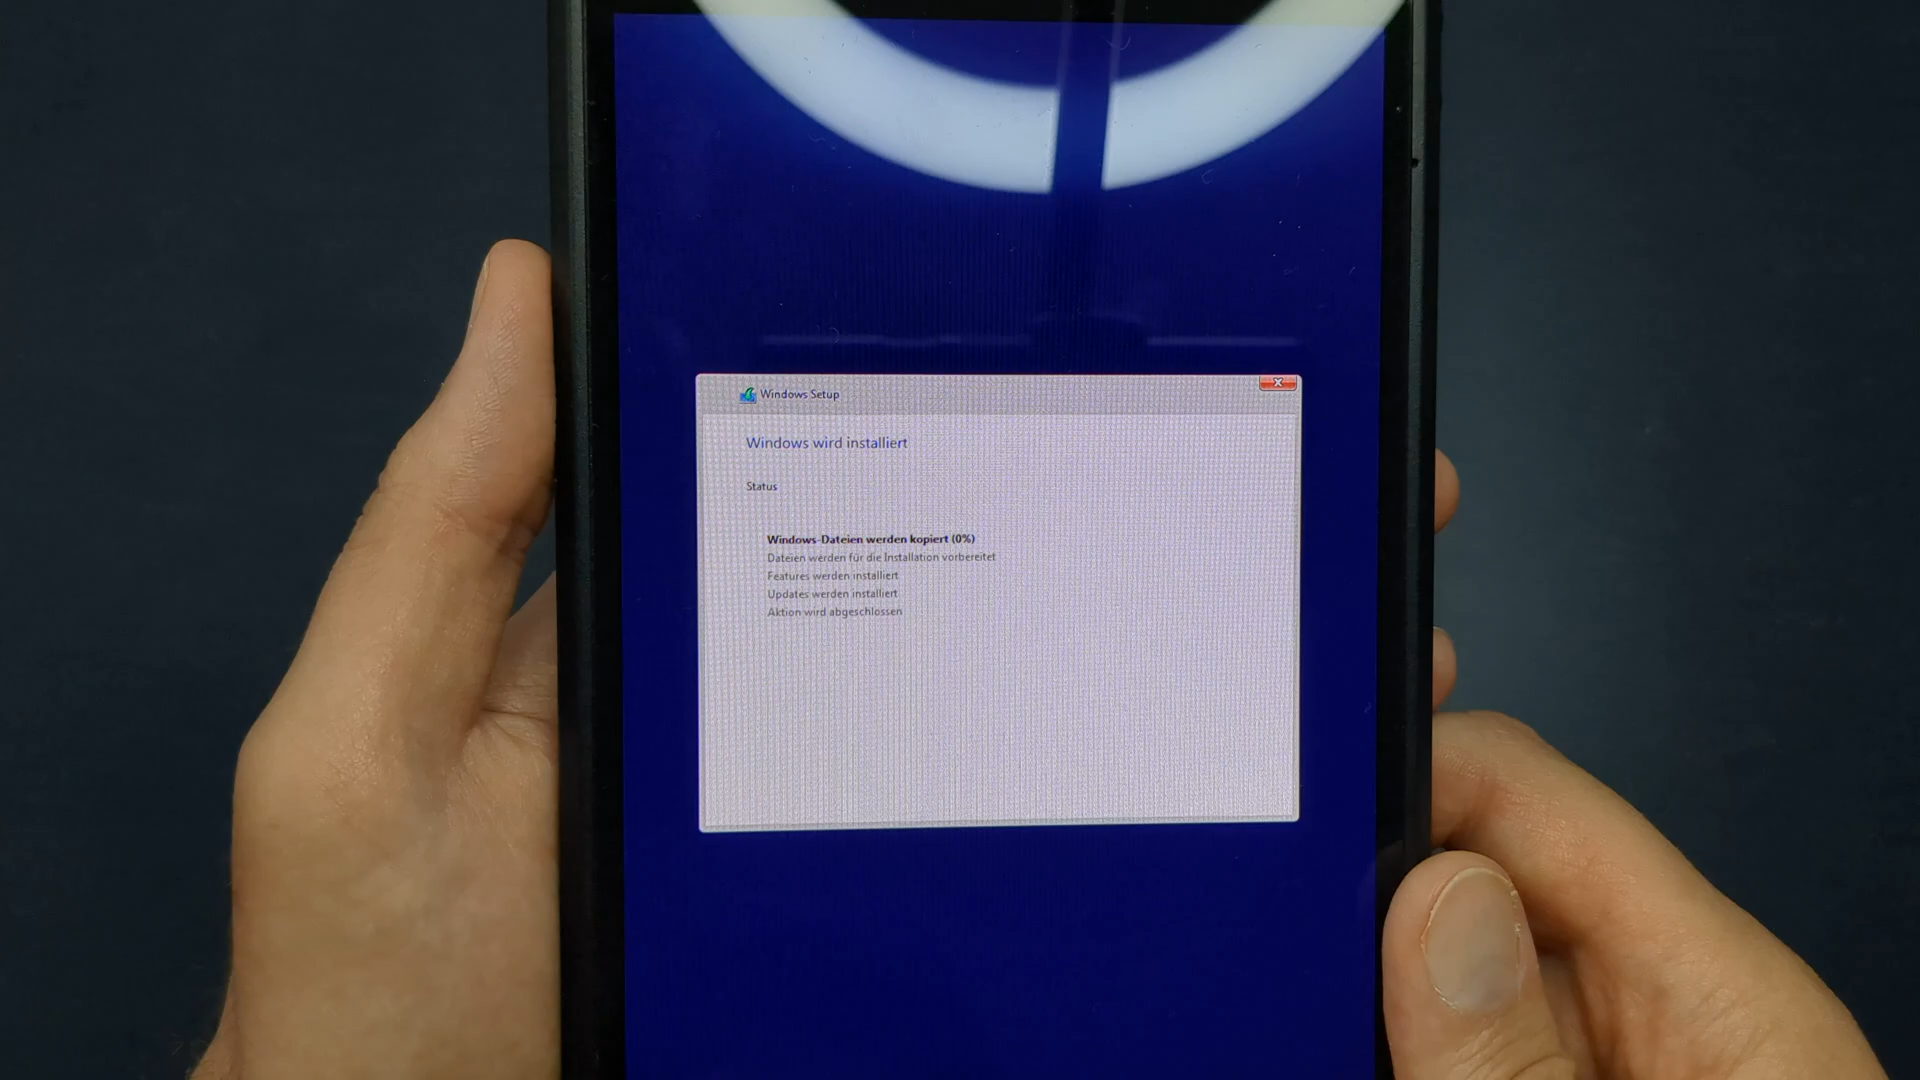 Windows Setup
Windows wird installiert
Status
Windows-Dateien werden kopiert (0%)
Dateien werden für die Installation vorbereitet
Features werden installiert
Updates werden installiert
Aktion wird abgeschlossen